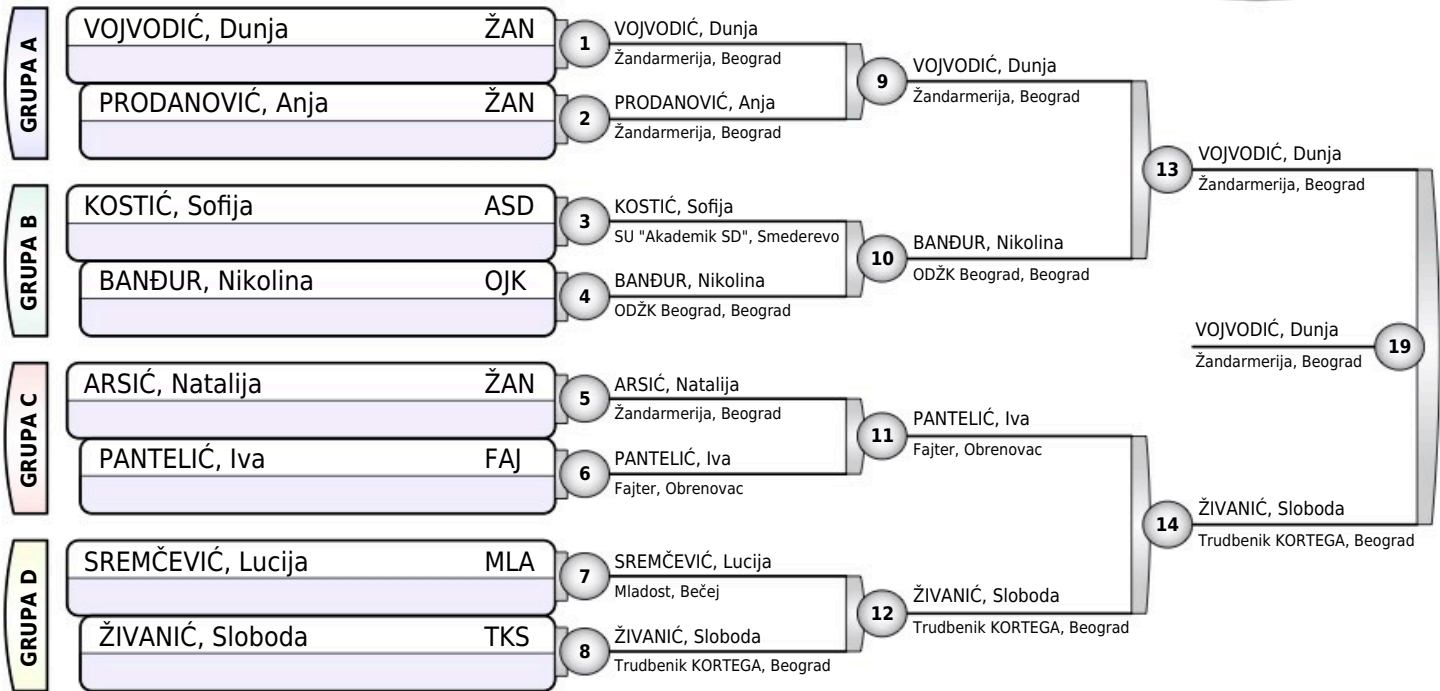 GRUPA A
VOJVODIĆ, Dunja ŽAN
PRODANOVIĆ, Anja ŽAN
GRUPA B
KOSTIĆ, Sofija ASD
BANĐUR, Nikolina OJK
GRUPA C
ARSIĆ, Natalija ŽAN
PANTELIĆ, Iva FAJ
GRUPA D
SREMČEVIĆ, Lucija MLA
ŽIVANIĆ, Sloboda TKS
1
VOJVODIĆ, Dunja
Žandarmerija, Beograd
2
PRODANOVIĆ, Anja
Žandarmerija, Beograd
3
KOSTIĆ, Sofija
SU "Akademik SD", Smederevo
4
BANĐUR, Nikolina
ODŽK Beograd, Beograd
5
ARSIĆ, Natalija
Žandarmerija, Beograd
6
PANTELIĆ, Iva
Fajter, Obrenovac
7
SREMČEVIĆ, Lucija
Mladost, Bečej
8
ŽIVANIĆ, Sloboda
Trudbenik KORTEGA, Beograd
9
VOJVODIĆ, Dunja
Žandarmerija, Beograd
10
BANĐUR, Nikolina
ODŽK Beograd, Beograd
11
PANTELIĆ, Iva
Fajter, Obrenovac
12
ŽIVANIĆ, Sloboda
Trudbenik KORTEGA, Beograd
13
VOJVODIĆ, Dunja
Žandarmerija, Beograd
14
ŽIVANIĆ, Sloboda
Trudbenik KORTEGA, Beograd
VOJVODIĆ, Dunja
Žandarmerija, Beograd
19